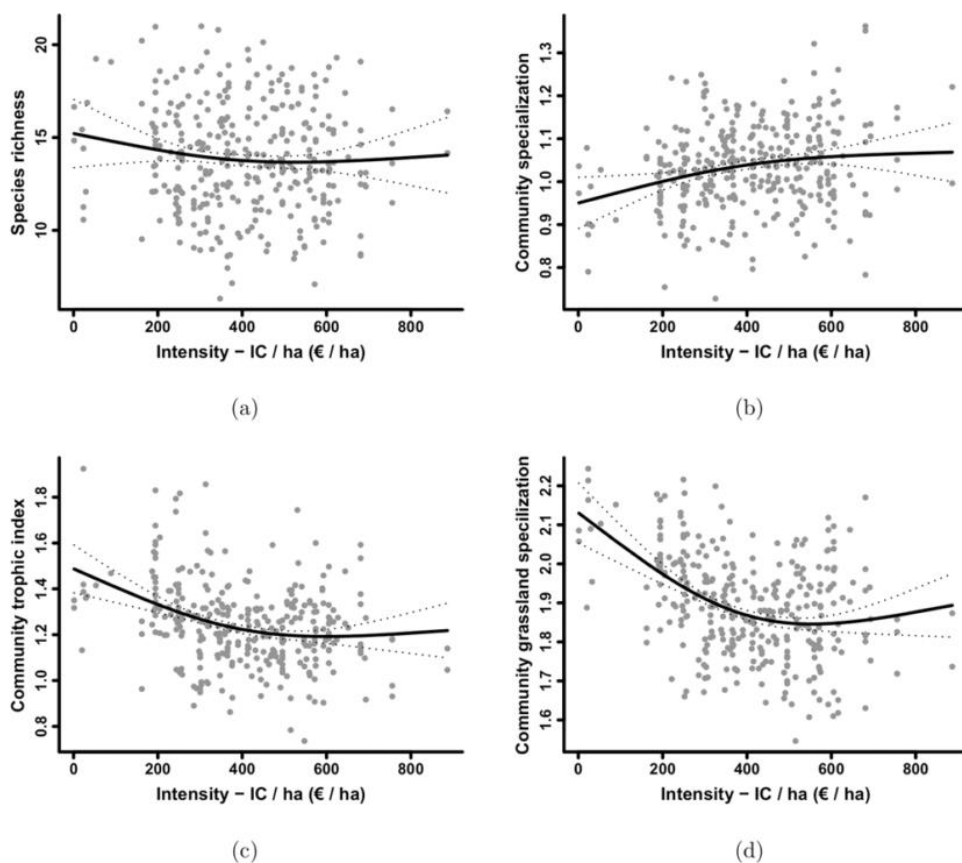 Species richness
10 15 20
0 200 400 600 800
Intensity − IC / ha (€ / ha)
(a)
Community specialization
0.8 0.9 1.0 1.1 1.2 1.3
0 200 400 600 800
Intensity − IC / ha (€ / ha)
(b)
Community trophic index
0.8 1.0 1.2 1.4 1.6 1.8
0 200 400 600 800
Intensity − IC / ha (€ / ha)
(c)
Community grassland specilization
1.6 1.7 1.8 1.9 2.0 2.1 2.2
0 200 400 600 800
Intensity − IC / ha (€ / ha)
(d)